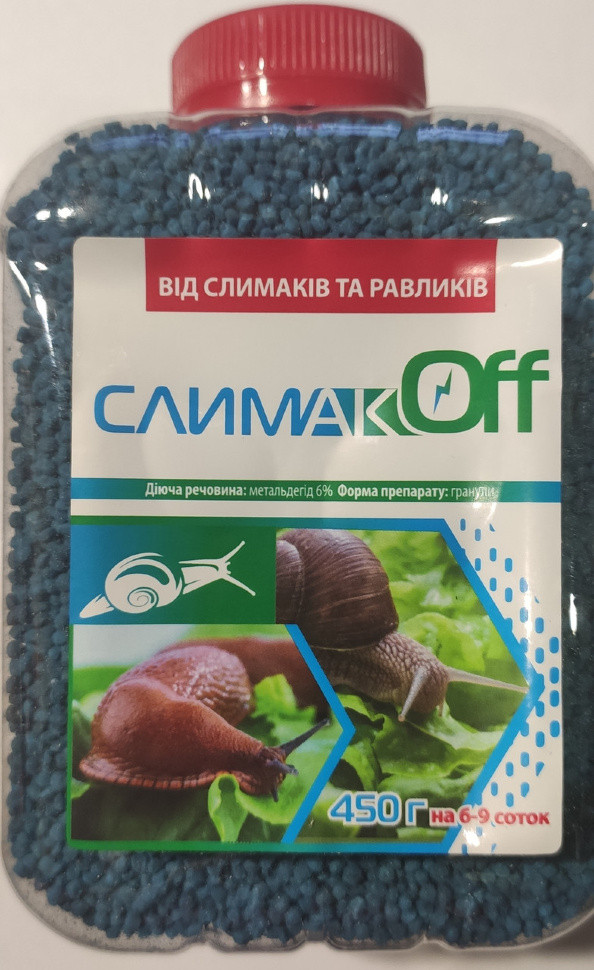 ВІД СЛИМАКІВ ТА РАВЛИКІВ
СЛИМАКOff
Діюча речовина: метальдегід 6% Форма препарату: гранули
450 г на 6-9 соток